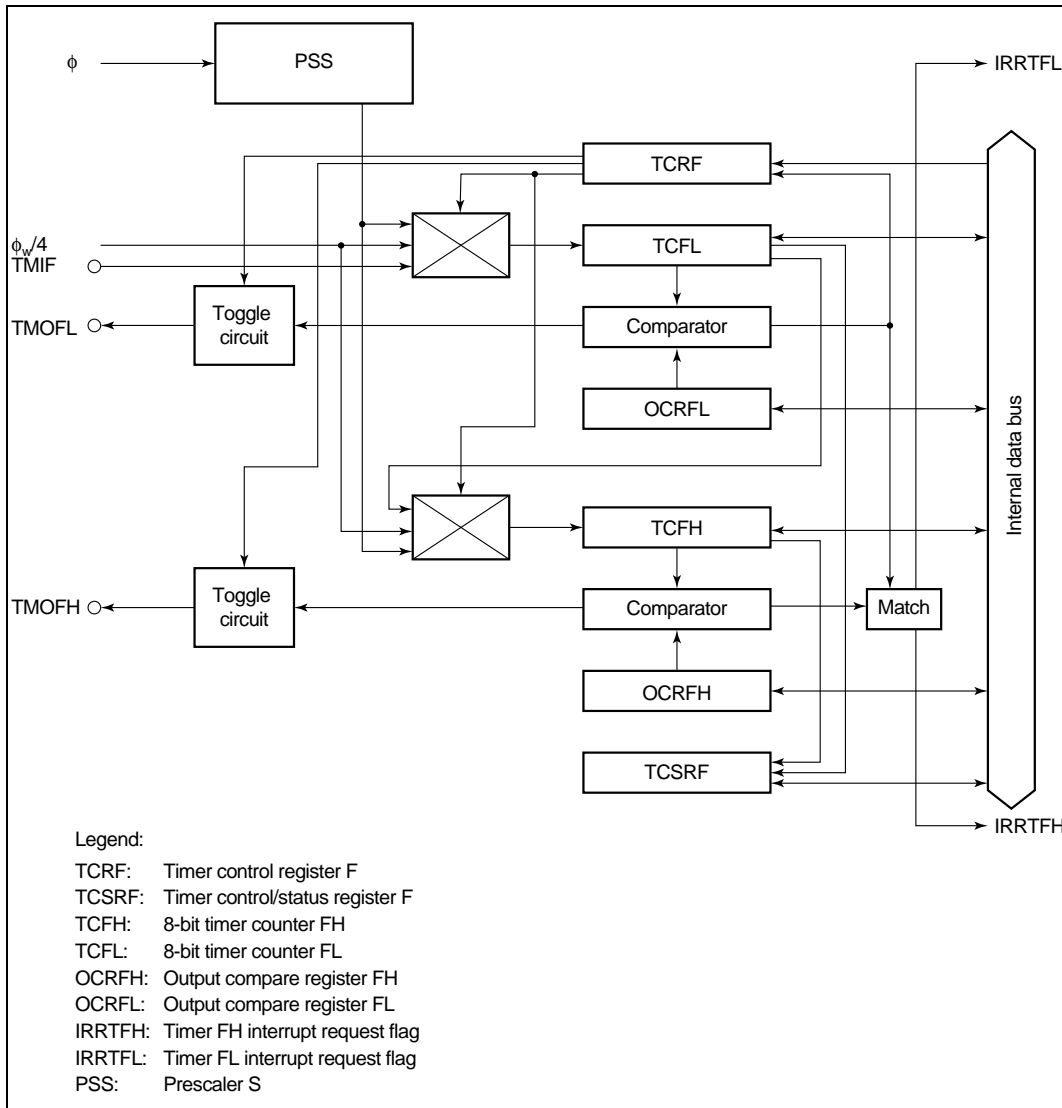 ϕ
PSS
IRRTFL
TCRF
ϕw/4
TMIF
TCFL
TMOFL
Toggle
circuit
Comparator
OCRFL
Internal data bus
TCFH
TMOFH
Toggle
circuit
Comparator
Match
OCRFH
TCSRF
IRRTFH
Legend:
TCRF: Timer control register F
TCSRF: Timer control/status register F
TCFH: 8-bit timer counter FH
TCFL: 8-bit timer counter FL
OCRFH: Output compare register FH
OCRFL: Output compare register FL
IRRTFH: Timer FH interrupt request flag
IRRTFL: Timer FL interrupt request flag
PSS: Prescaler S